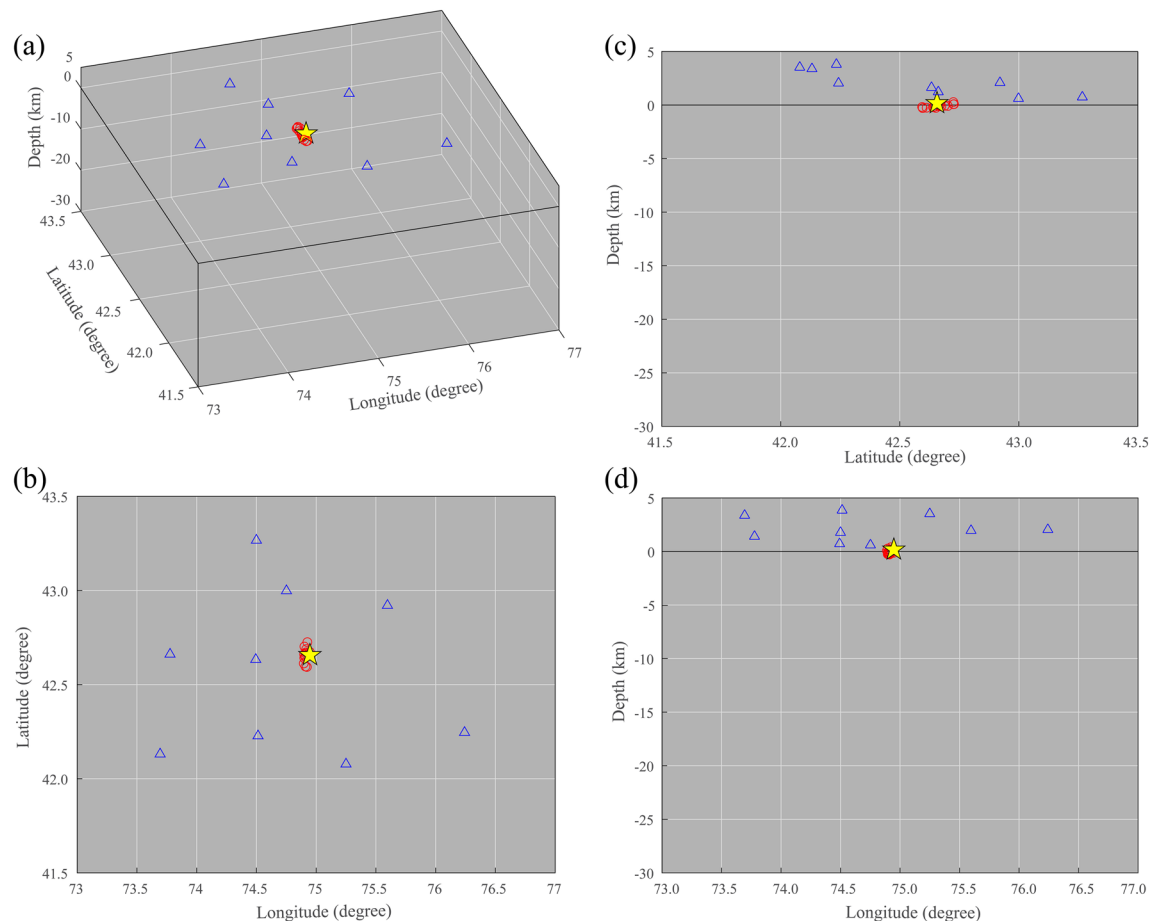 (a)
5
0
-10
-20
-30
Depth (km)
43.5
43.0
42.5
42.0
41.5
Latitude (degree)
73
74
75
76
77
Longitude (degree)
(c)
5
0
-5
-10
-15
-20
-25
-30
Depth (km)
41.5 42.0 42.5 43.0 43.5
Latitude (degree)
(b)
43.5
43.0
42.5
42.0
41.5
Latitude (degree)
73 73.5 74 74.5 75 75.5 76 76.5 77
Longitude (degree)
(d)
5
0
-5
-10
-15
-20
-25
-30
Depth (km)
73.0 73.5 74.0 74.5 75.0 75.5 76.0 76.5 77.0
Longitude (degree)